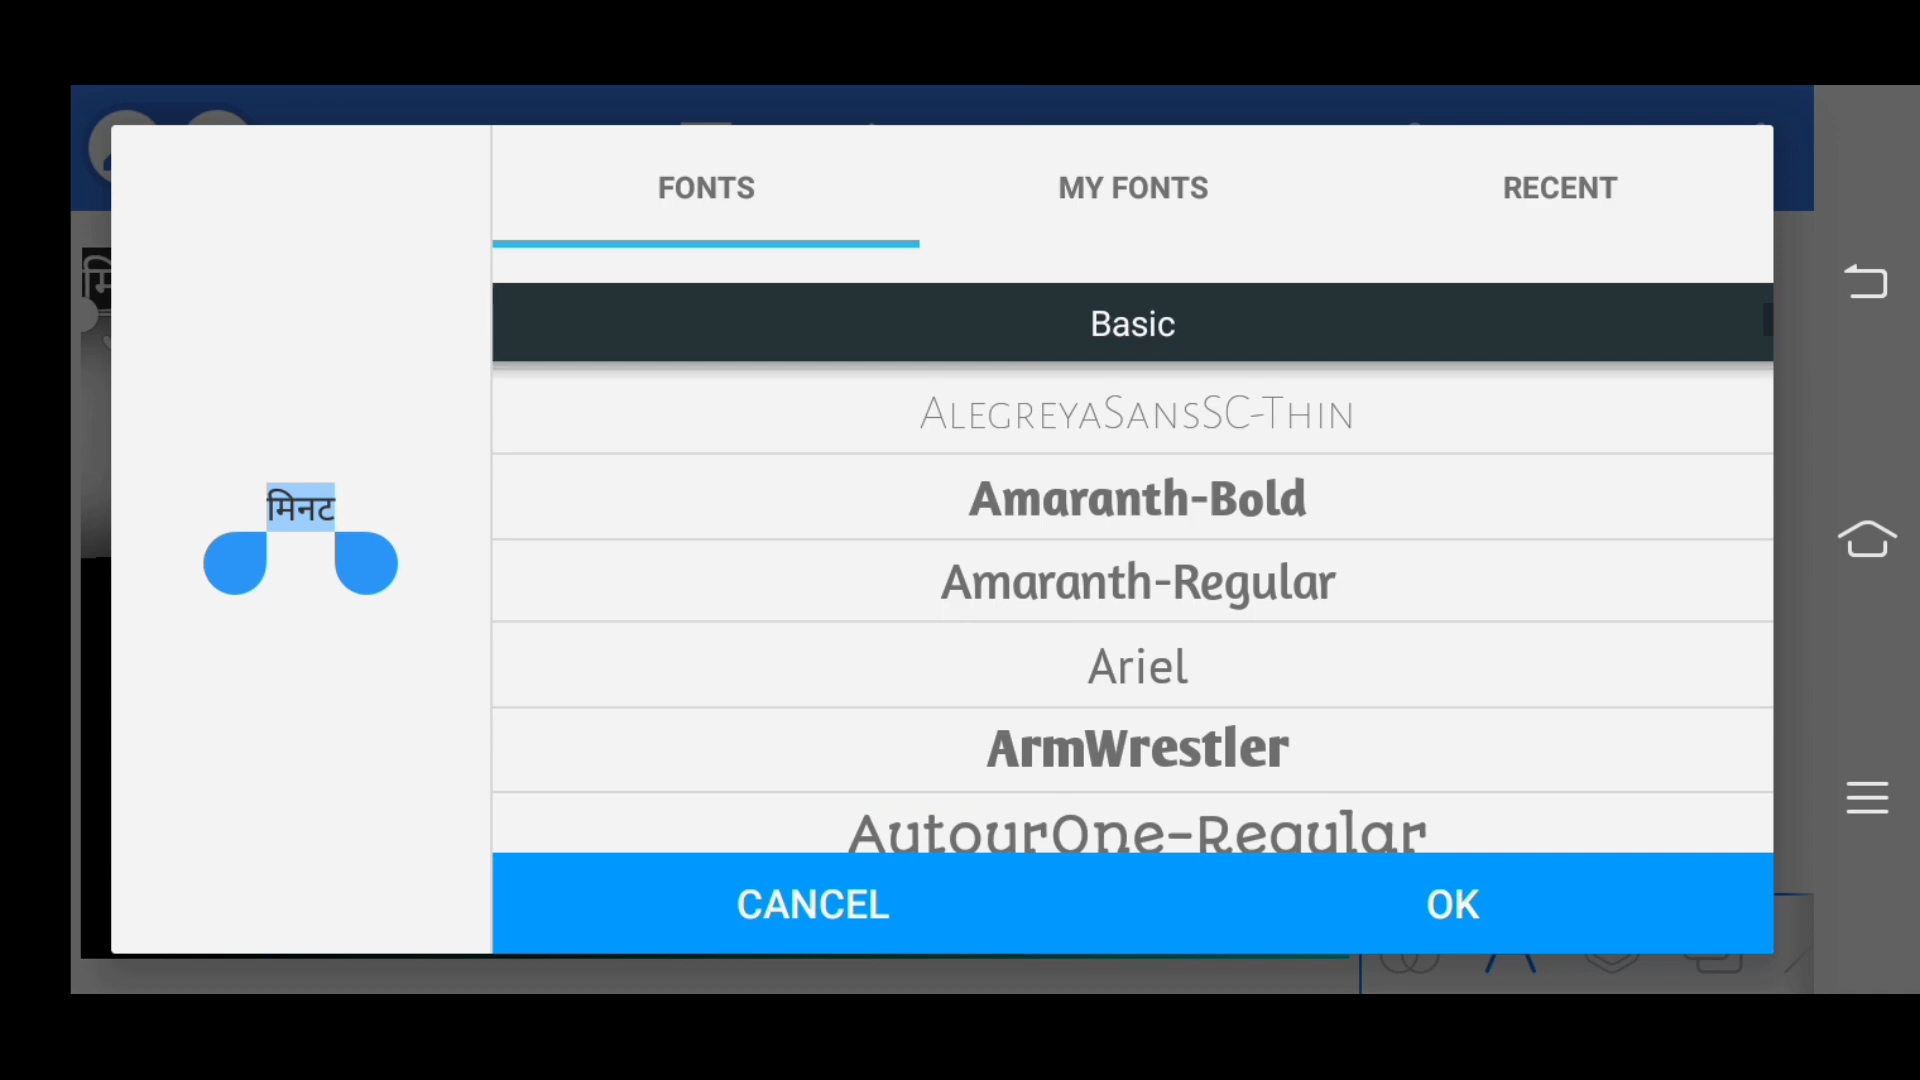 FONTS MY FONTS RECENT
Basic
AlegreyaSansSC-Thin
Amaranth-Bold
Amaranth-Regular
मिनट
Ariel
ArmWrestler
AutourOne-Regular
CANCEL OK